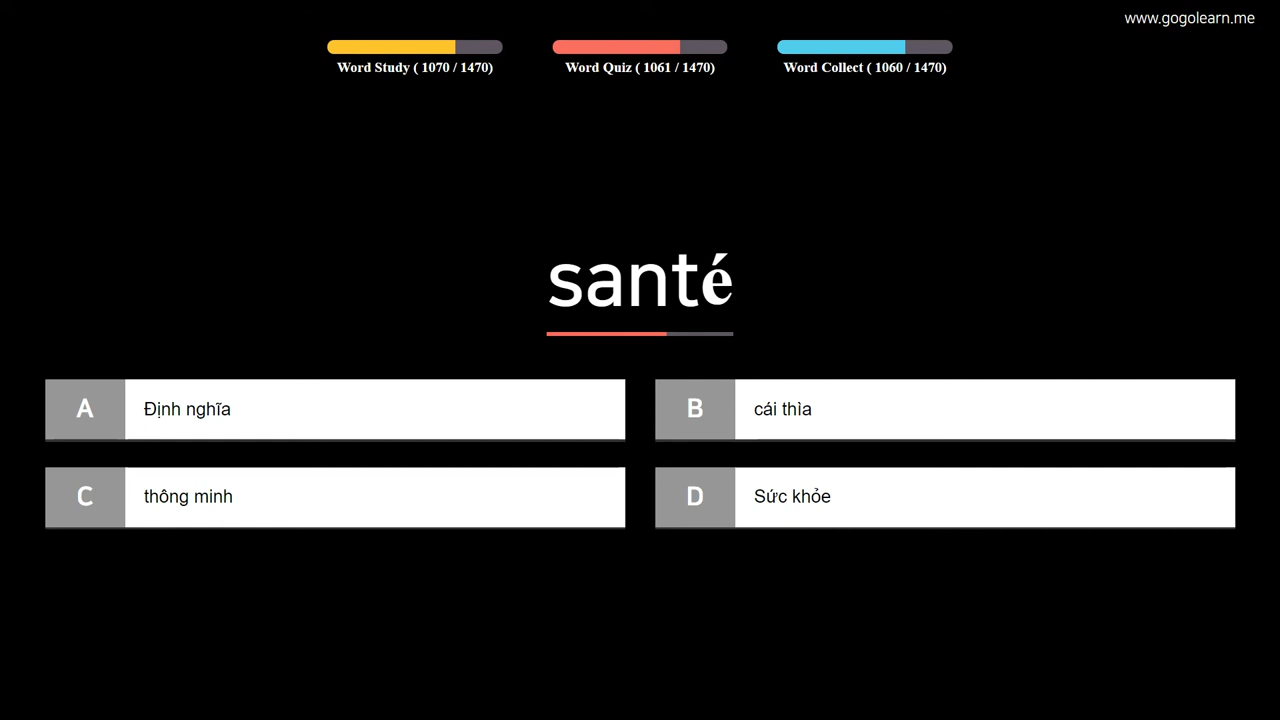 www.gogolearn.me
Word Study ( 1070 / 1470)
Word Quiz ( 1061 / 1470)
Word Collect ( 1060 / 1470)
santé
A Định nghĩa
B cái thìa
C thông minh
D Sức khỏe